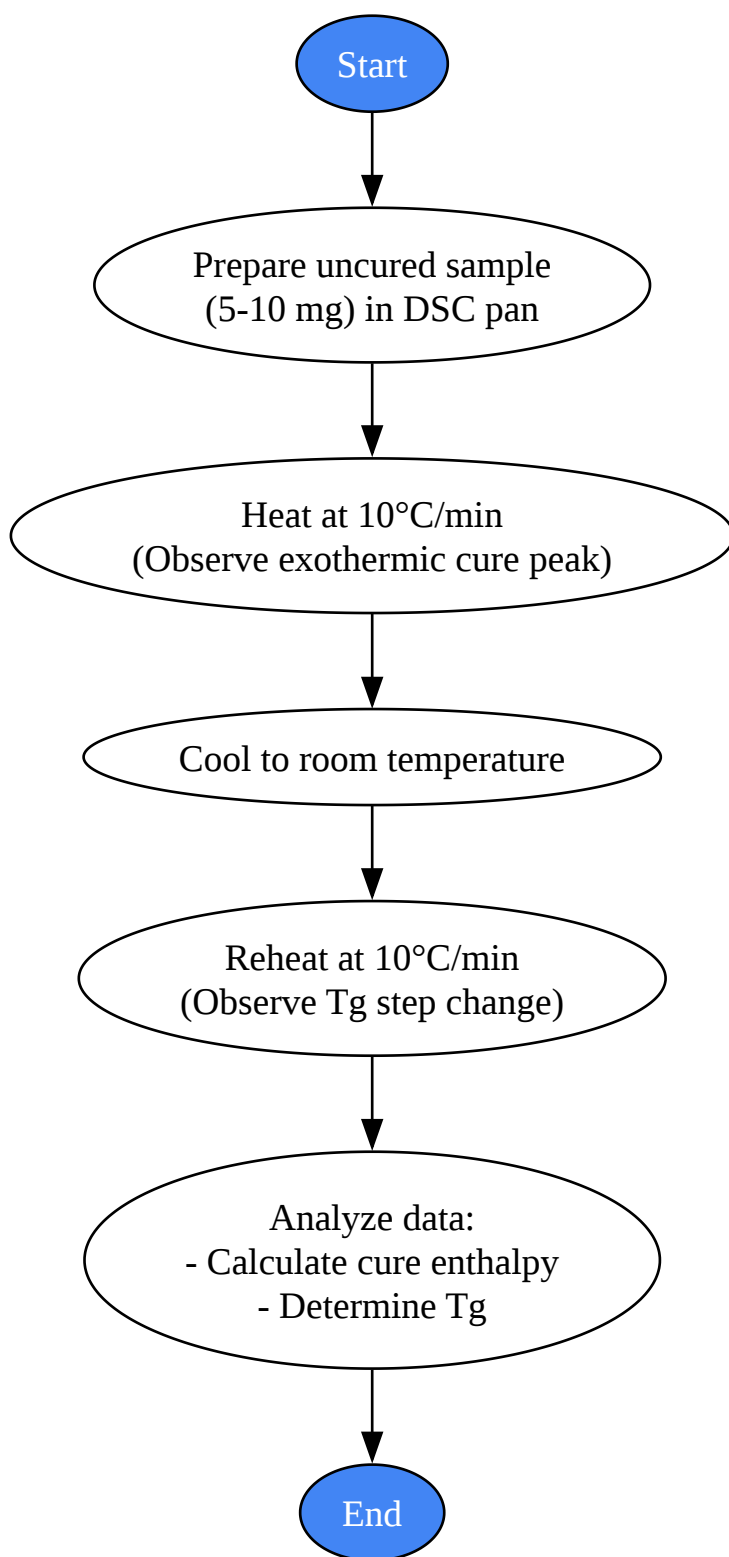 Start
Prepare uncured sample
(5-10 mg) in DSC pan
Heat at 10°C/min
(Observe exothermic cure peak)
Cool to room temperature
Reheat at 10°C/min
(Observe Tg step change)
Analyze data:
- Calculate cure enthalpy
- Determine Tg
End